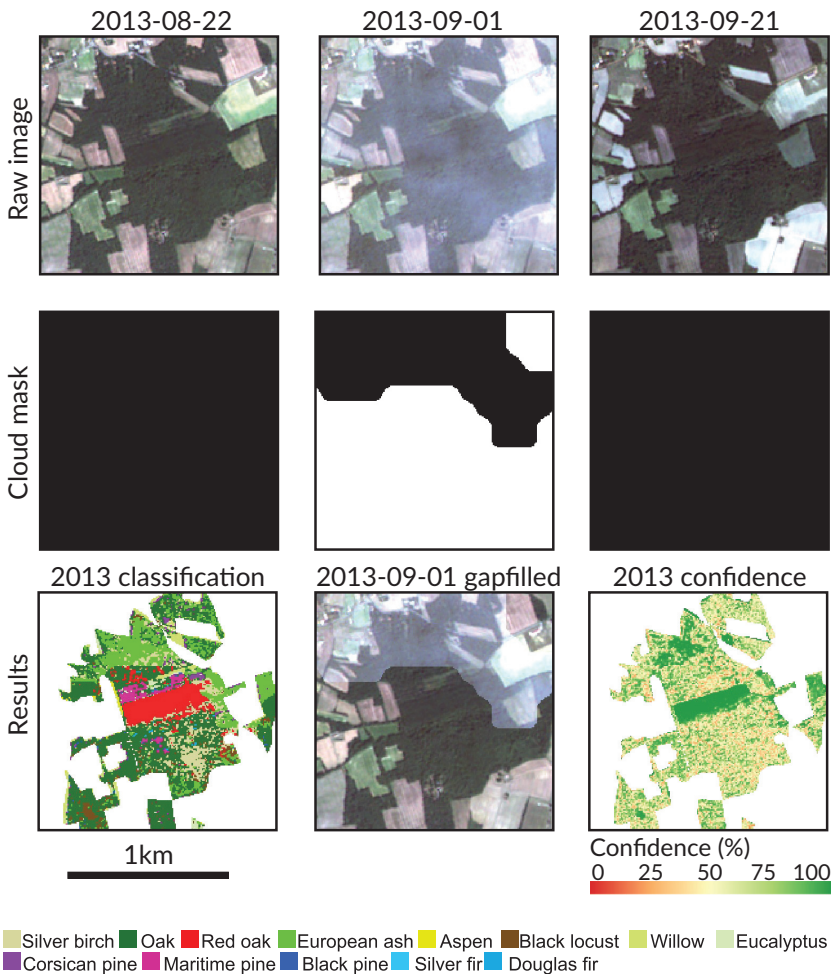 2013-08-22 2013-09-01 2013-09-21
Raw image
Cloud mask
2013 classification 2013-09-01 gapfilled 2013 confidence
Results
1km
Confidence (%)
0 25 50 75 100
Silver birch Oak Red oak European ash Aspen Black locust Willow Eucalyptus
Corsican pine Maritime pine Black pine Silver fir Douglas fir